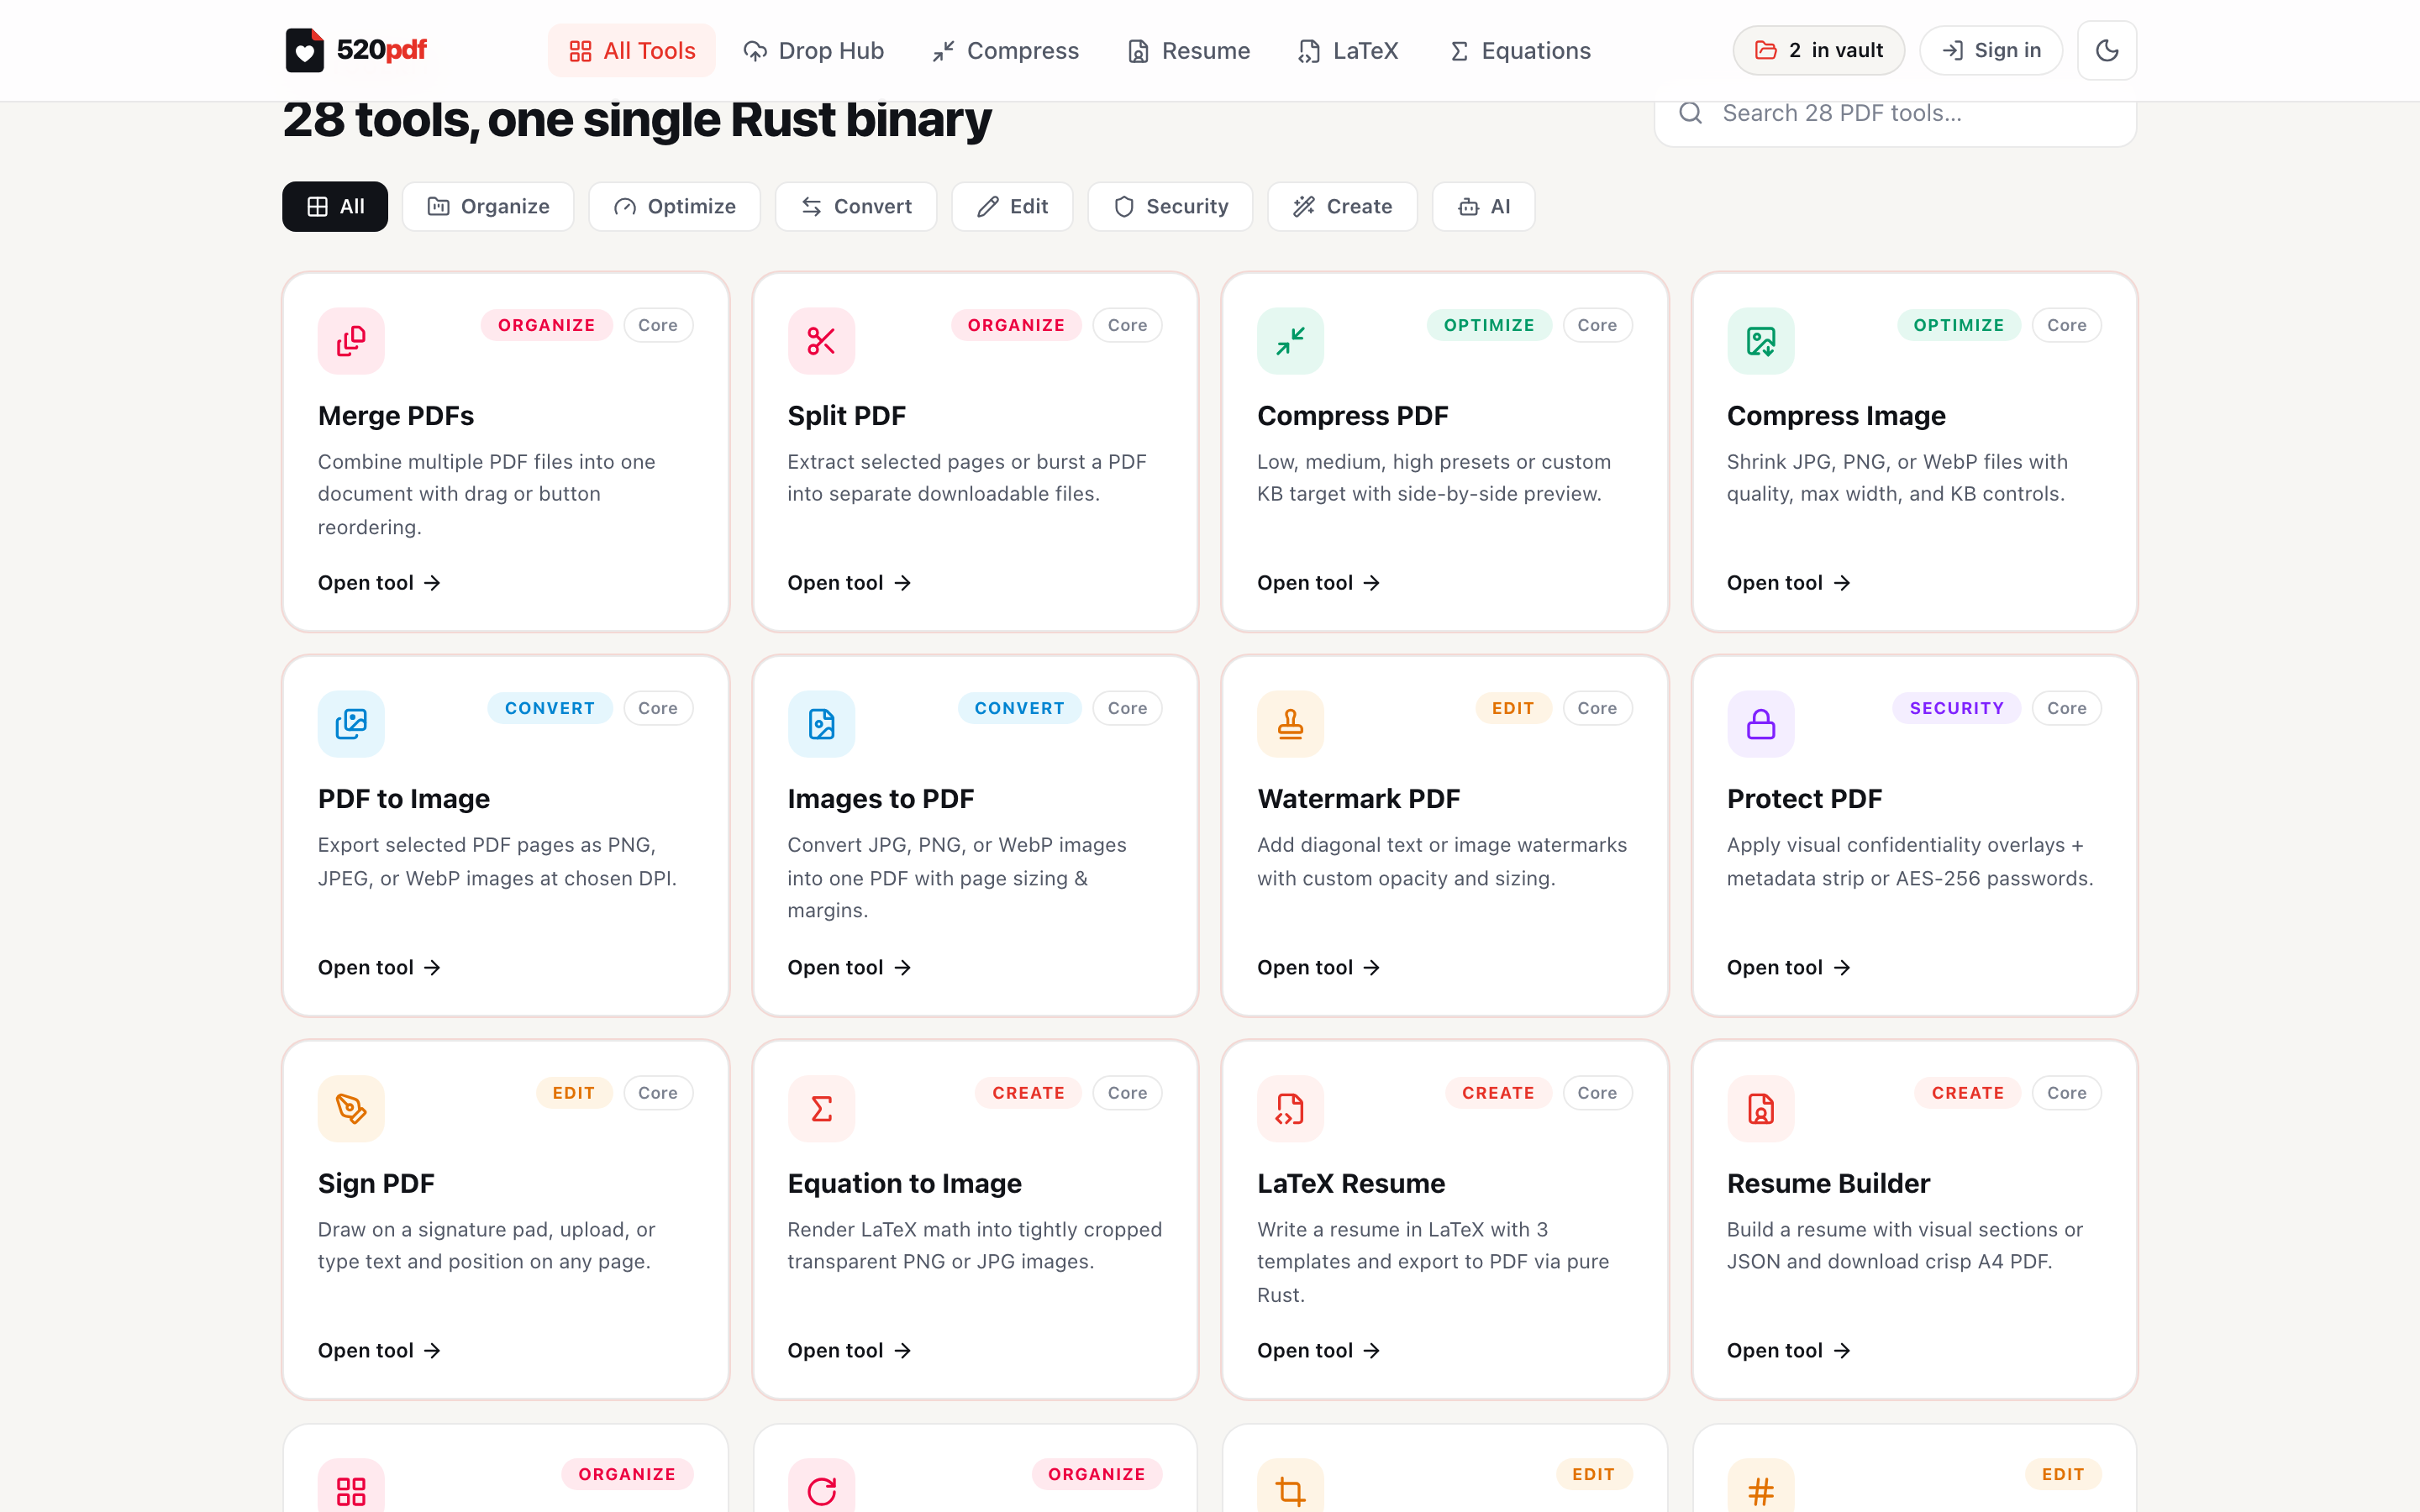 520pdf
All Tools
Drop Hub
Compress
Resume
LaTeX
Equations
2 in vault
Sign in
28 tools, one single Rust binary
Search 28 PDF tools...
All
Organize
Optimize
Convert
Edit
Security
Create
AI
ORGANIZE
Core
Merge PDFs
Combine multiple PDF files into one
document with drag or button
reordering.
Open tool →
ORGANIZE
Core
Split PDF
Extract selected pages or burst a PDF
into separate downloadable files.
Open tool →
OPTIMIZE
Core
Compress PDF
Low, medium, high presets or custom
KB target with side-by-side preview.
Open tool →
OPTIMIZE
Core
Compress Image
Shrink JPG, PNG, or WebP files with
quality, max width, and KB controls.
Open tool →
CONVERT
Core
PDF to Image
Export selected PDF pages as PNG,
JPEG, or WebP images at chosen DPI.
Open tool →
CONVERT
Core
Images to PDF
Convert JPG, PNG, or WebP images
into one PDF with page sizing &
margins.
Open tool →
EDIT
Core
Watermark PDF
Add diagonal text or image watermarks
with custom opacity and sizing.
Open tool →
SECURITY
Core
Protect PDF
Apply visual confidentiality overlays +
metadata strip or AES-256 passwords.
Open tool →
EDIT
Core
Sign PDF
Draw on a signature pad, upload, or
type text and position on any page.
Open tool →
CREATE
Core
Equation to Image
Render LaTeX math into tightly cropped
transparent PNG or JPG images.
Open tool →
CREATE
Core
LaTeX Resume
Write a resume in LaTeX with 3
templates and export to PDF via pure
Rust.
Open tool →
CREATE
Core
Resume Builder
Build a resume with visual sections or
JSON and download crisp A4 PDF.
Open tool →
ORGANIZE
ORGANIZE
EDIT
EDIT